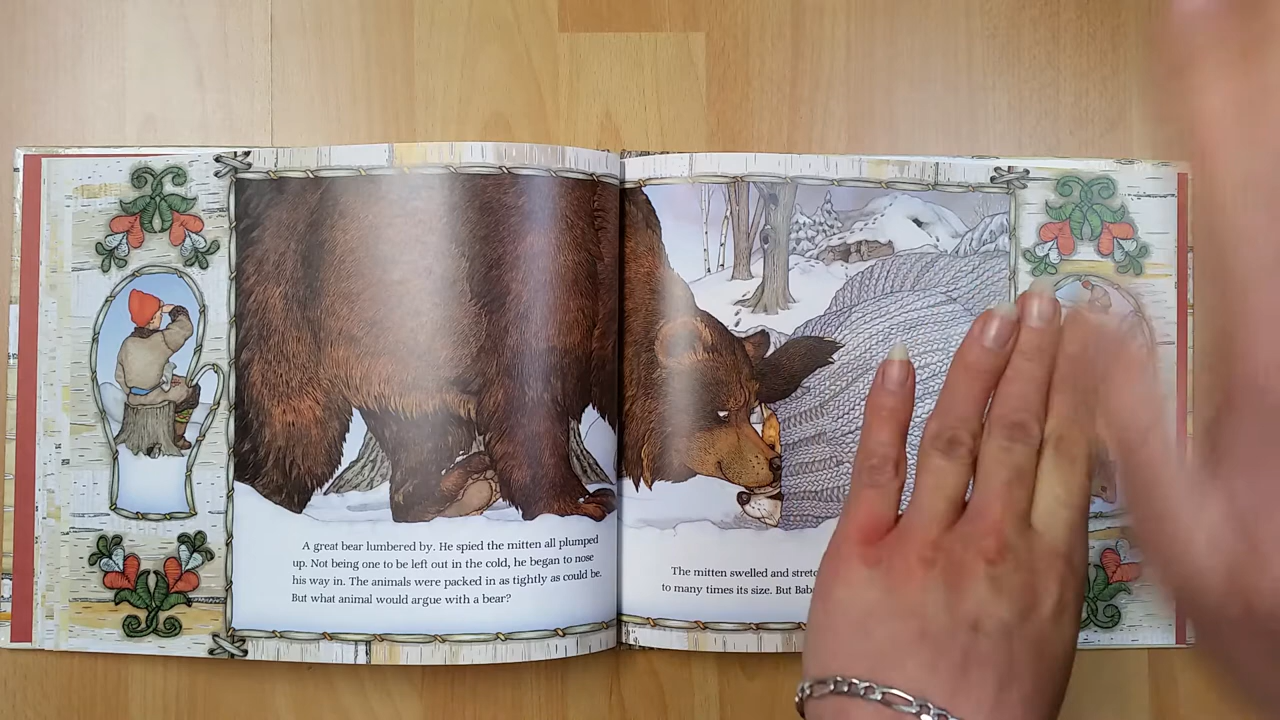 A great bear lumbered by. He spied the mitten all plumped
up. Not being one to be left out in the cold, he began to nose
his way in. The animals were packed in as tightly as could be.
But what animal would argue with a bear?
The mitten swelled and
to many times its size. But